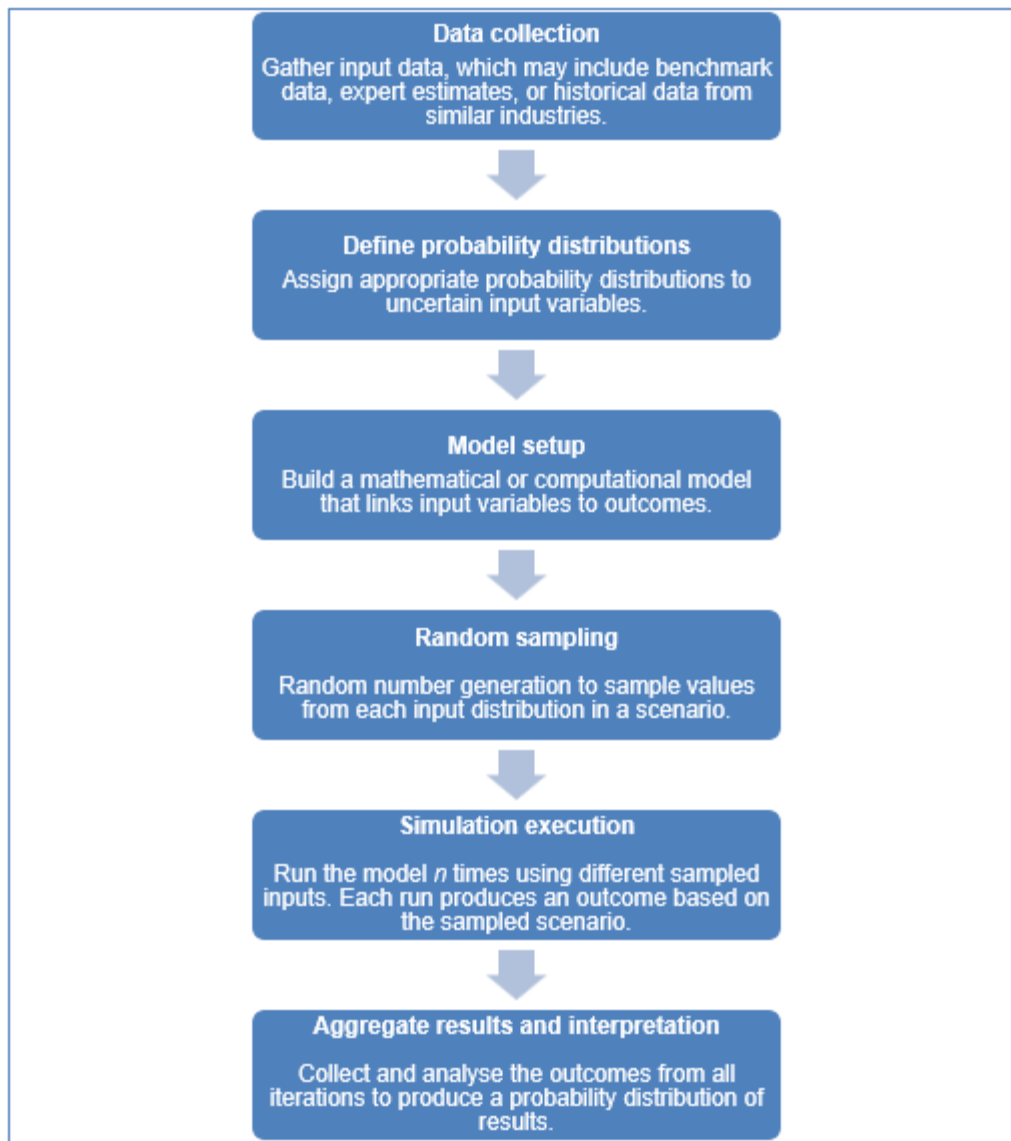 Data collection
Gather input data, which may include benchmark
data, expert estimates, or historical data from
similar industries.
Define probability distributions
Assign appropriate probability distributions to
uncertain input variables.
Model setup
Build a mathematical or computational model
that links input variables to outcomes.
Random sampling
Random number generation to sample values
from each input distribution in a scenario.
Simulation execution
Run the model n times using different sampled
inputs. Each run produces an outcome based on
the sampled scenario.
Aggregate results and interpretation
Collect and analyse the outcomes from all
iterations to produce a probability distribution of
results.